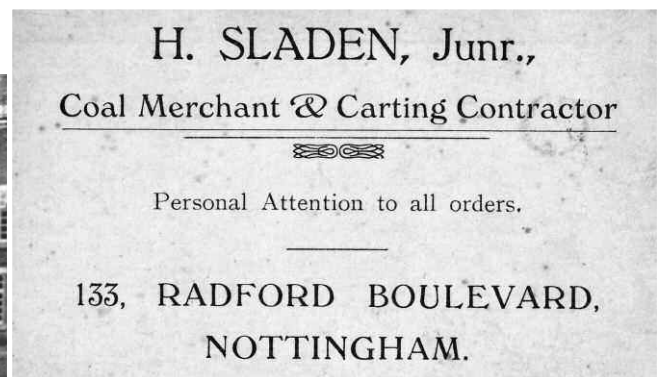 H. SLADEN, Junr.,
Coal Merchant & Carting Contractor
Personal Attention to all orders.
133, RADFORD BOULEVARD,
NOTTINGHAM.